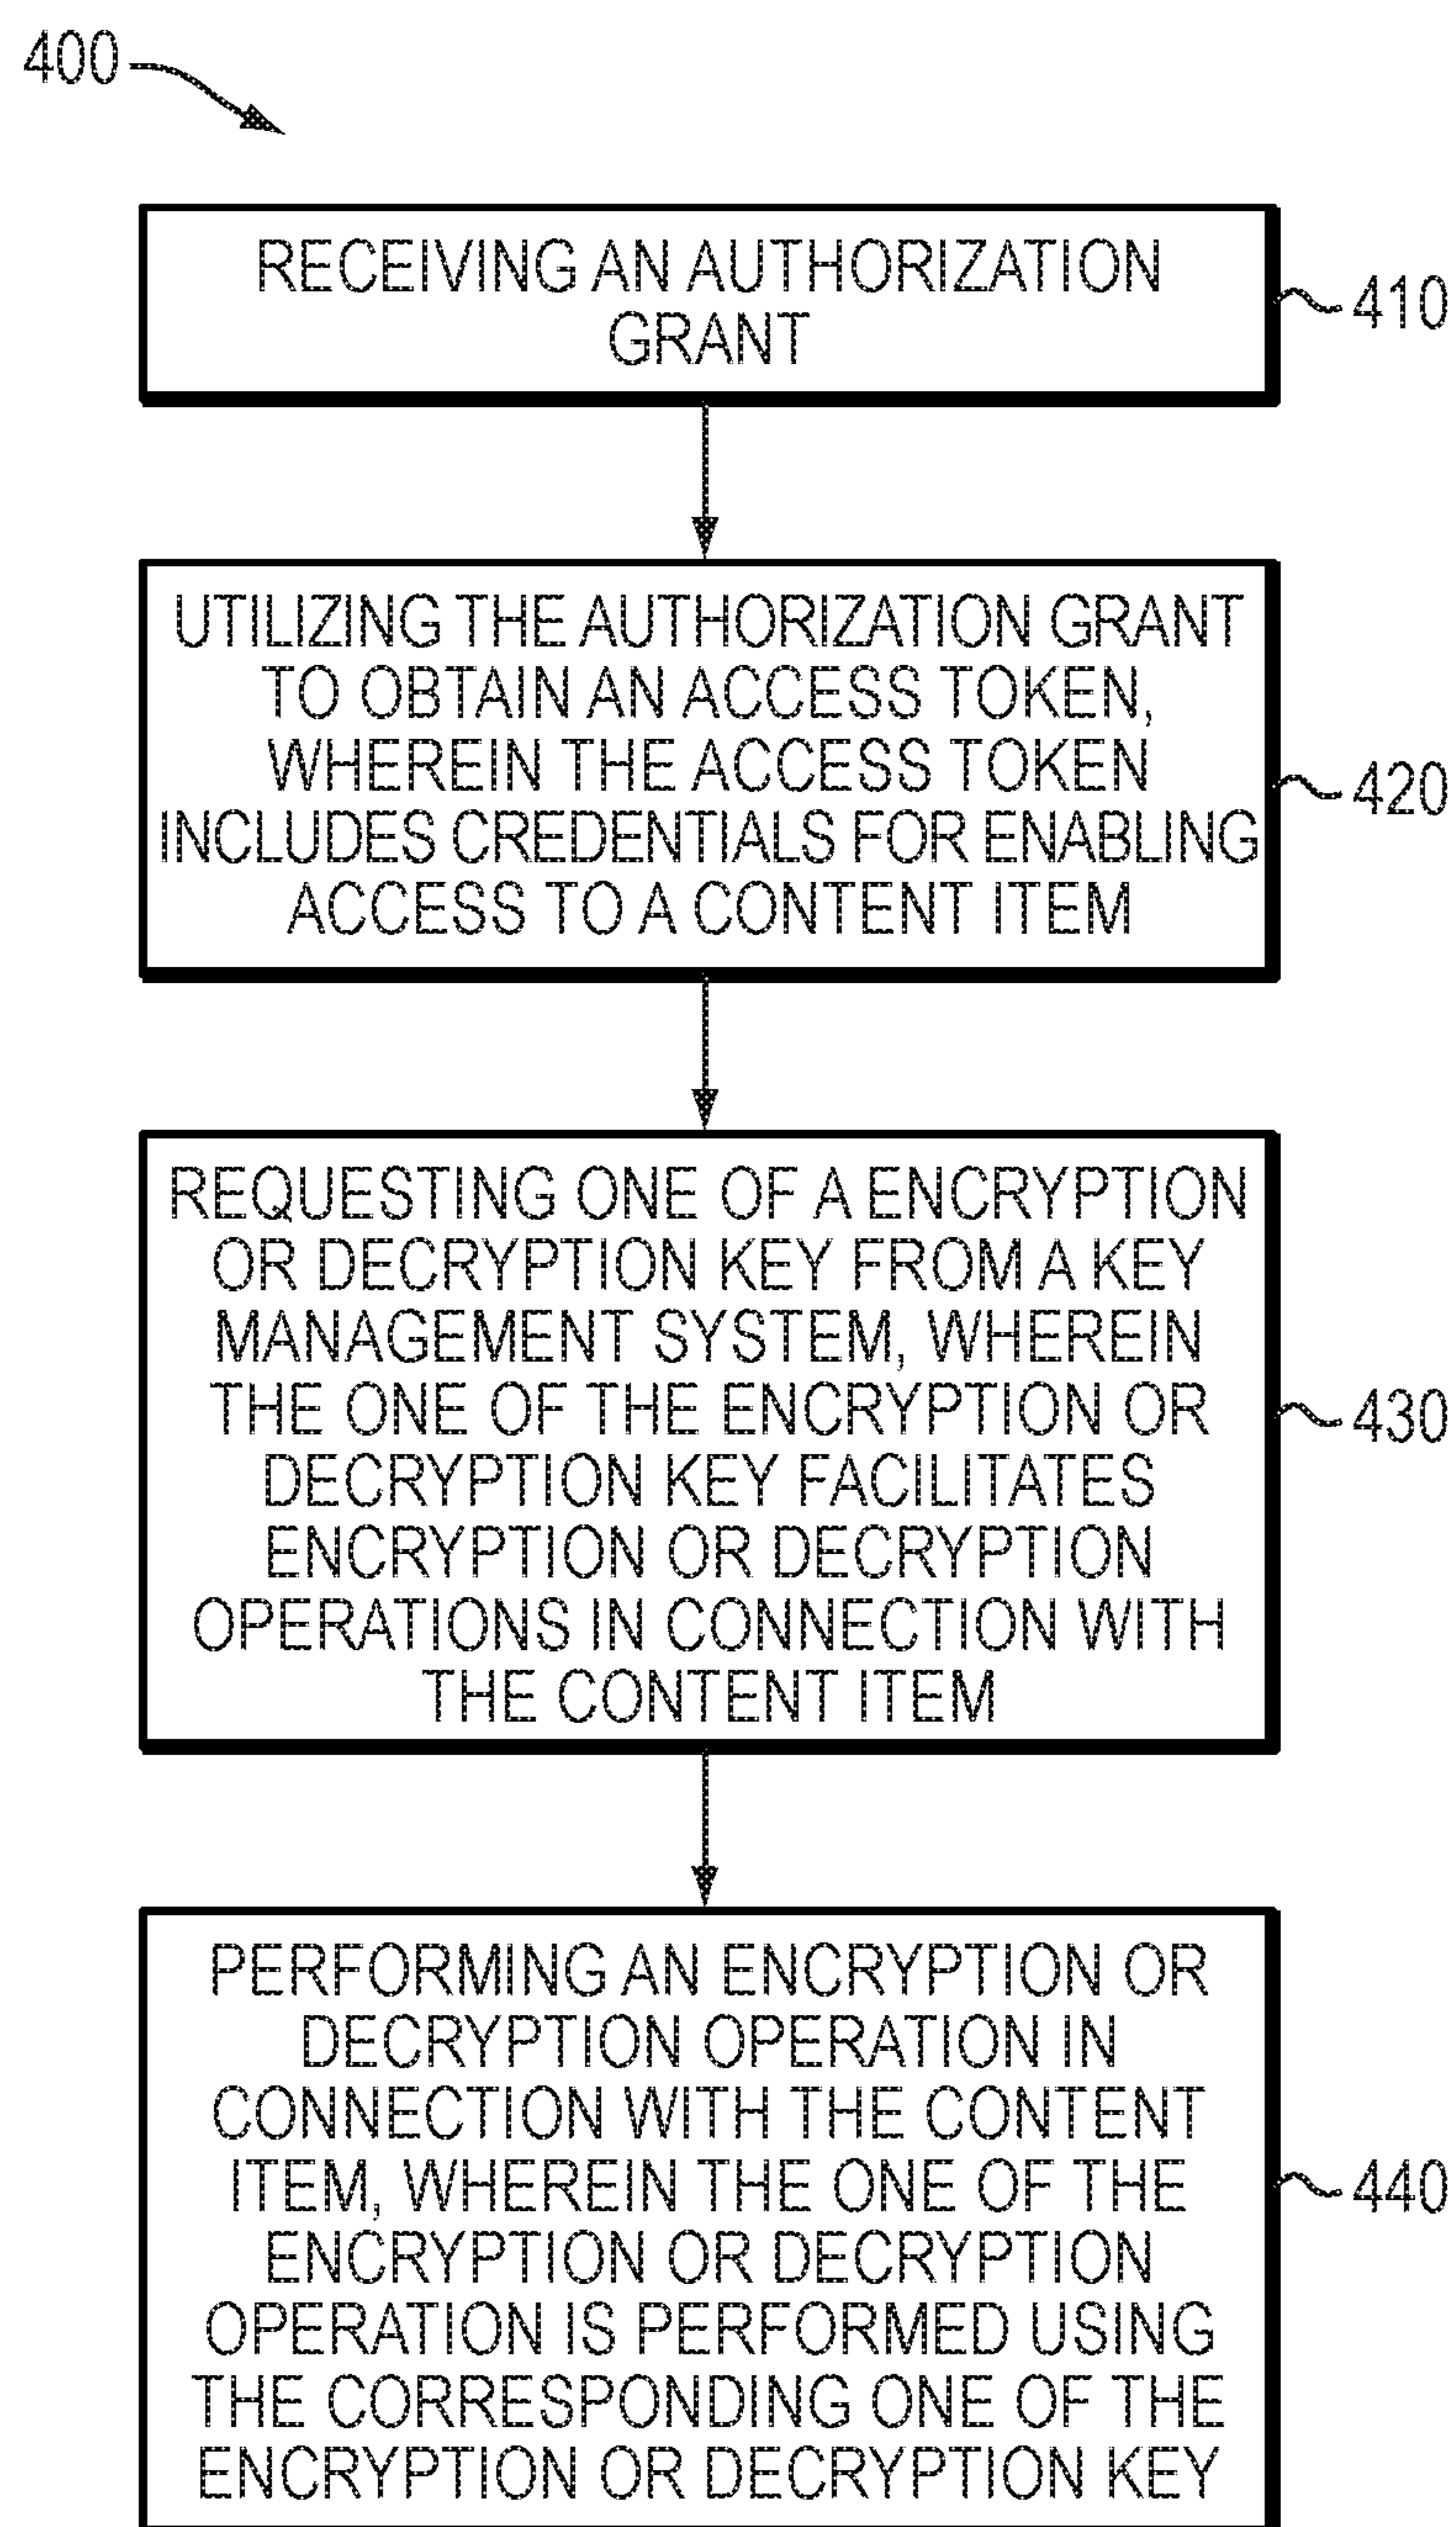 400
RECEIVING AN AUTHORIZATION
GRANT
410
UTILIZING THE AUTHORIZATION GRANT
TO OBTAIN AN ACCESS TOKEN,
WHEREIN THE ACCESS TOKEN
INCLUDES CREDENTIALS FOR ENABLING
ACCESS TO A CONTENT ITEM
420
REQUESTING ONE OF A ENCRYPTION
OR DECRYPTION KEY FROM A KEY
MANAGEMENT SYSTEM, WHEREIN
THE ONE OF THE ENCRYPTION OR
DECRYPTION KEY FACILITATES
ENCRYPTION OR DECRYPTION
OPERATIONS IN CONNECTION WITH
THE CONTENT ITEM
430
PERFORMING AN ENCRYPTION OR
DECRYPTION OPERATION IN
CONNECTION WITH THE CONTENT
ITEM, WHEREIN THE ONE OF THE
ENCRYPTION OR DECRYPTION
OPERATION IS PERFORMED USING
THE CORRESPONDING ONE OF THE
ENCRYPTION OR DECRYPTION KEY
440